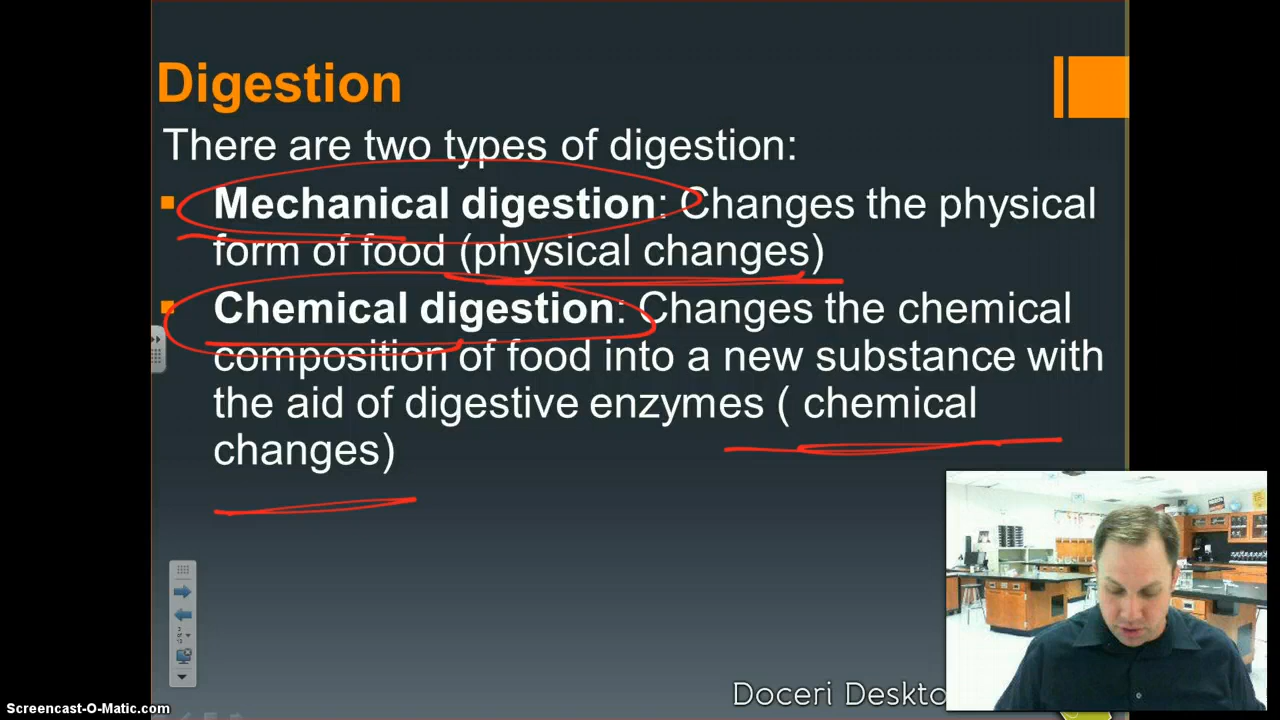 Digestion
There are two types of digestion:
Mechanical digestion: Changes the physical
form of food (physical changes)
Chemical digestion: Changes the chemical
composition of food into a new substance with
the aid of digestive enzymes ( chemical
changes)
Doceri Deskto
Screencast-O-Matic.com